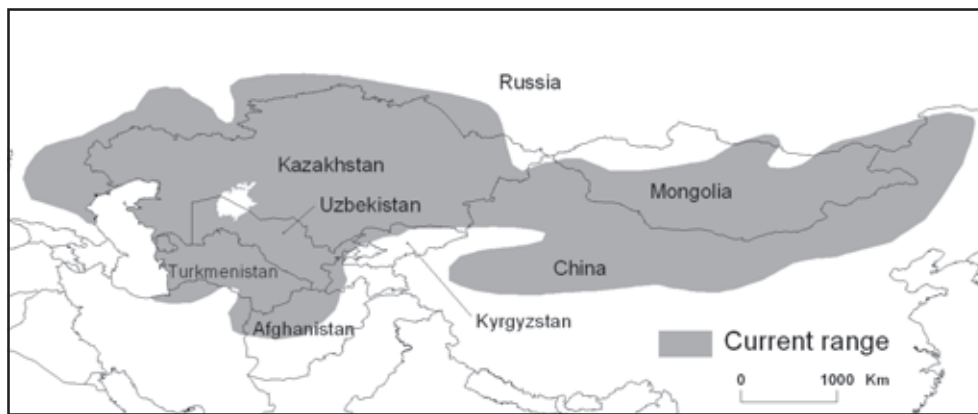 Russia
Kazakhstan
Mongolia
Uzbekistan
Turkmenistan
China
Kyrgyzstan
Afghanistan
Current range
0 1000 Km